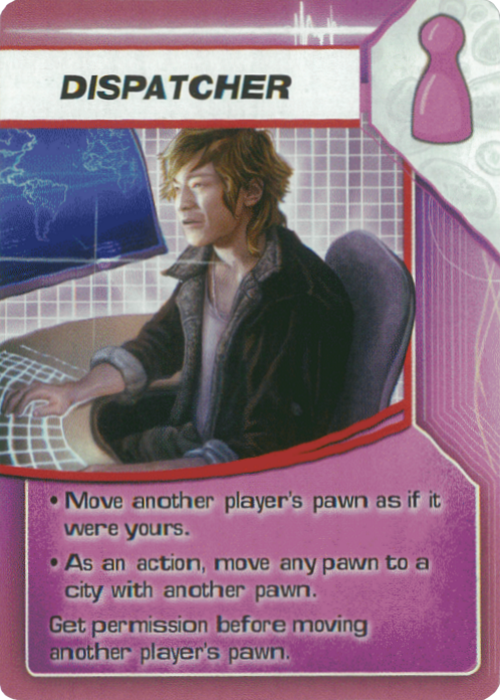 DISPATCHER
• Move another player's pawn as if it
were yours.
• As an action, move any pawn to a
city with another pawn.
Get permission before moving
another player's pawn.